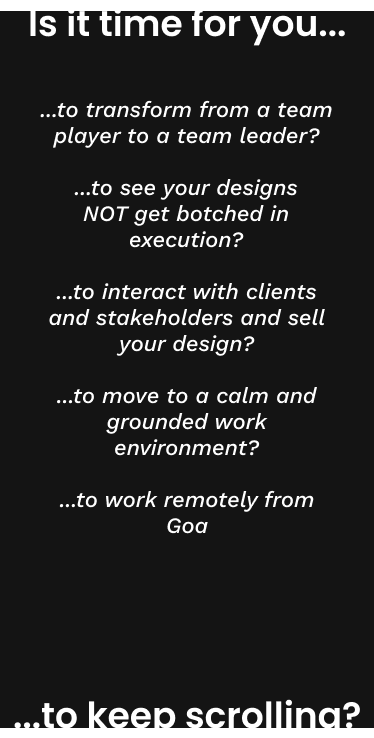 Is it time for you...
...to transform from a team
player to a team leader?
...to see your designs
NOT get botched in
execution?
...to interact with clients
and stakeholders and sell
your design?
...to move to a calm and
grounded work
environment?
...to work remotely from
Goa
...to keep scrolling?